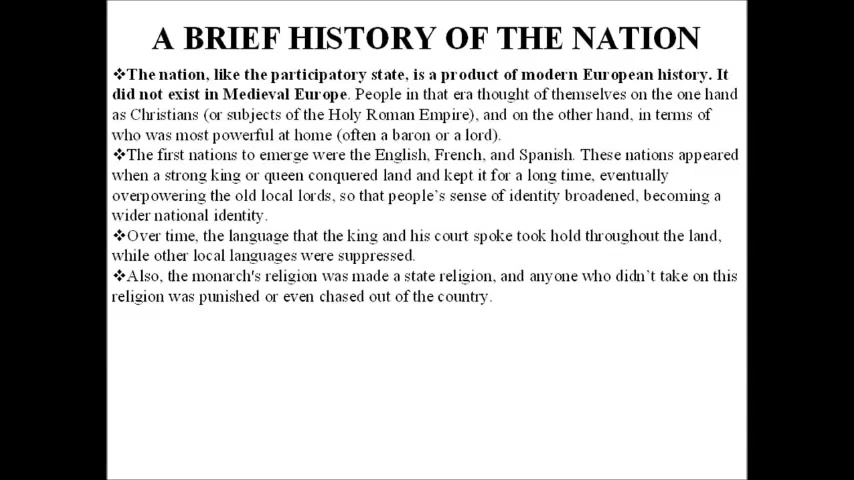 A BRIEF HISTORY OF THE NATION
❖The nation, like the participatory state, is a product of modern European history. It
did not exist in Medieval Europe. People in that era thought of themselves on the one hand
as Christians (or subjects of the Holy Roman Empire), and on the other hand, in terms of
who was most powerful at home (often a baron or a lord).
❖The first nations to emerge were the English, French, and Spanish. These nations appeared
when a strong king or queen conquered land and kept it for a long time, eventually
overpowering the old local lords, so that people’s sense of identity broadened, becoming a
wider national identity.
❖Over time, the language that the king and his court spoke took hold throughout the land,
while other local languages were suppressed.
❖Also, the monarch's religion was made a state religion, and anyone who didn’t take on this
religion was punished or even chased out of the country.